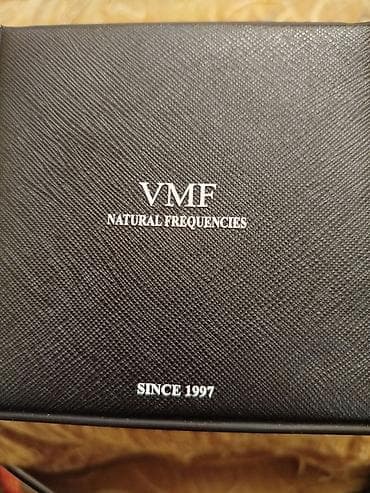 VMF
NATURAL FREQUENCIES
SINCE 1997